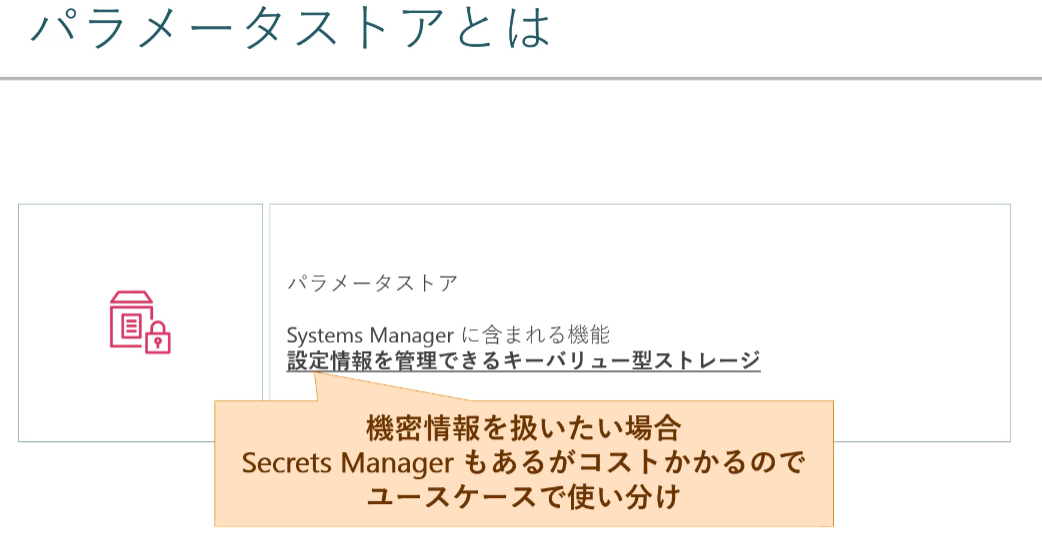 パラメータストアとは
パラメータストア
Systems Manager に含まれる機能
設定情報を管理できるキーバリュー型ストレージ
機密情報を扱いたい場合
Secrets Manager もあるがコストかかるので
ユースケースで使い分け